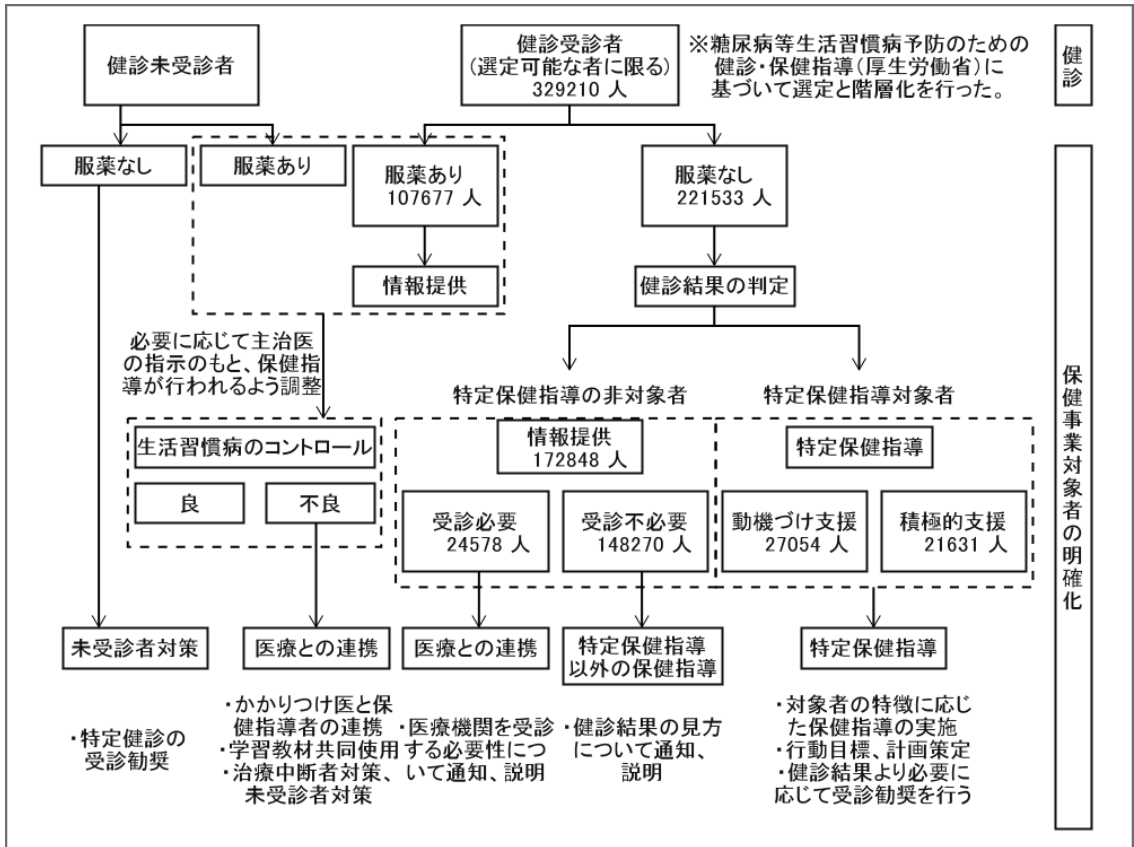 健診未受診者
健診受診者
(選定可能な者に限る)
329210 人
※糖尿病等生活習慣病予防のための
健診・保健指導(厚生労働省)に
基づいて選定と階層化を行った。
健診
服薬なし
服薬あり
服薬あり
107677 人
服薬なし
221533 人
情報提供
健診結果の判定
必要に応じて主治医
の指示のもと、保健指
導が行われるよう調整
特定保健指導の非対象者
特定保健指導対象者
生活習慣病のコントロール
良
不良
情報提供
172848 人
特定保健指導
受診必要
24578 人
受診不必要
148270 人
動機づけ支援
27054 人
積極的支援
21631 人
保健事業対象者の明確化
未受診者対策
医療との連携
医療との連携
特定保健指導
以外の保健指導
特定保健指導
・特定健診の
受診勧奨
・かかりつけ医と保
健指導者の連携
・学習教材共同使用
・治療中断者対策、
未受診者対策
・医療機関を受診
する必要性につ
いて通知、説明
・健診結果の見方
について通知、
説明
・対象者の特徴に応じ
た保健指導の実施
・行動目標、計画策定
・健診結果より必要に
応じて受診勧奨を行う